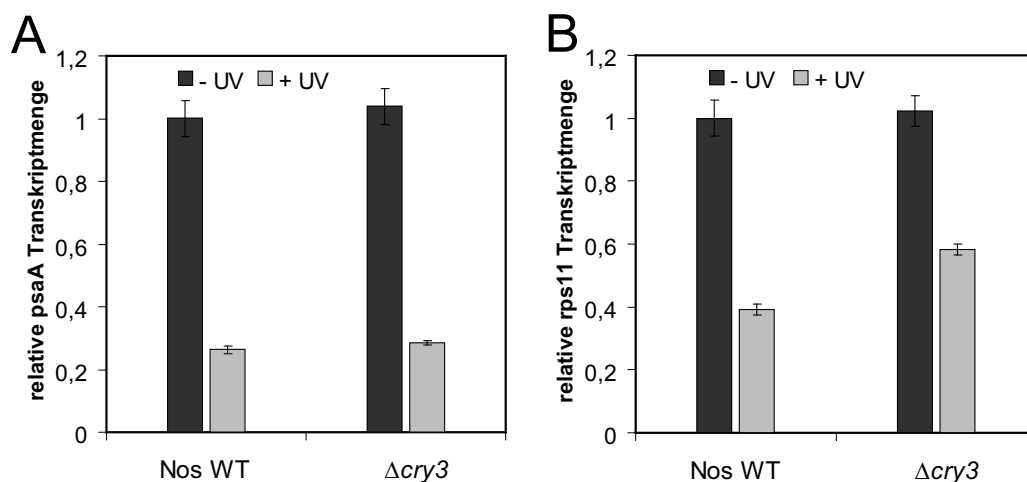 A
relative psaA Transkriptmenge
1,2
1
0,8
0,6
0,4
0,2
0
- UV + UV
Nos WT Δcry3
B
relative rps11 Transkriptmenge
1,2
1
0,8
0,6
0,4
0,2
0
- UV + UV
Nos WT Δcry3